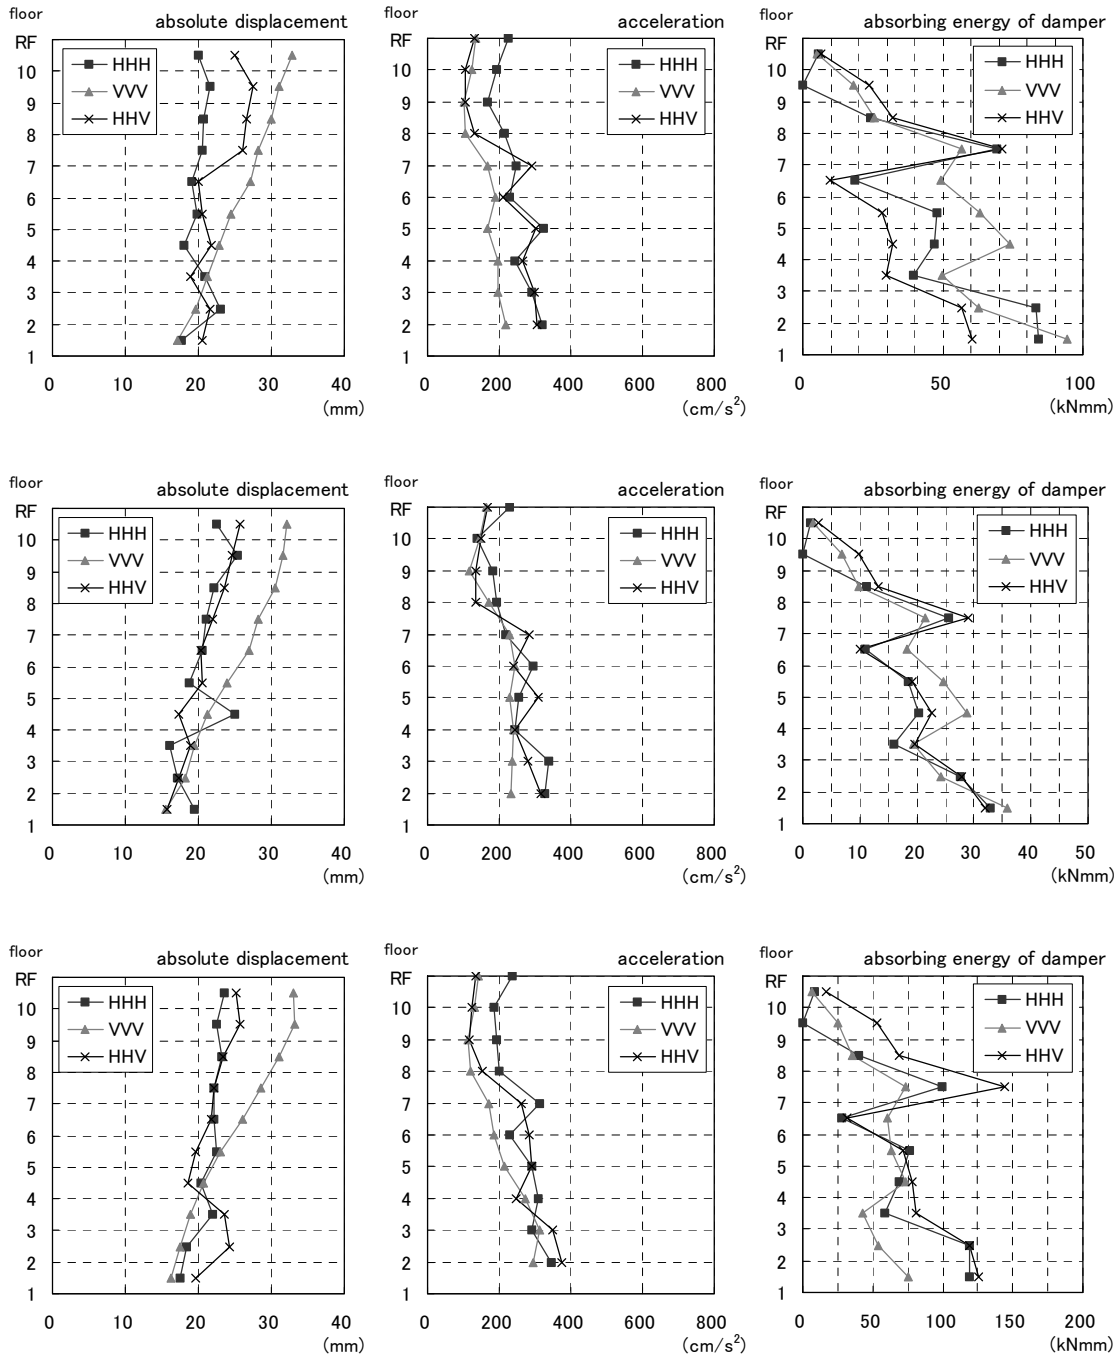 floor
absolute displacement
RF
HHH
VVV
HHV
10
9
8
7
6
5
4
3
2
1
0
10
20
30
40
(mm)
floor
acceleration
RF
HHH
VVV
HHV
10
9
8
7
6
5
4
3
2
1
0
200
400
600
800
(cm/s²)
floor
absorbing energy of damper
RF
HHH
VVV
HHV
10
9
8
7
6
5
4
3
2
1
0
50
100
(kNmm)
floor
absolute displacement
RF
HHH
VVV
HHV
10
9
8
7
6
5
4
3
2
1
0
10
20
30
40
(mm)
floor
acceleration
RF
HHH
VVV
HHV
10
9
8
7
6
5
4
3
2
1
0
200
400
600
800
(cm/s²)
floor
absorbing energy of damper
RF
HHH
VVV
HHV
10
9
8
7
6
5
4
3
2
1
0
10
20
30
40
50
(kNmm)
floor
absolute displacement
RF
HHH
VVV
HHV
10
9
8
7
6
5
4
3
2
1
0
10
20
30
40
(mm)
floor
acceleration
RF
HHH
VVV
HHV
10
9
8
7
6
5
4
3
2
1
0
200
400
600
800
(cm/s²)
floor
absorbing energy of damper
RF
HHH
VVV
HHV
10
9
8
7
6
5
4
3
2
1
0
50
100
150
200
(kNmm)